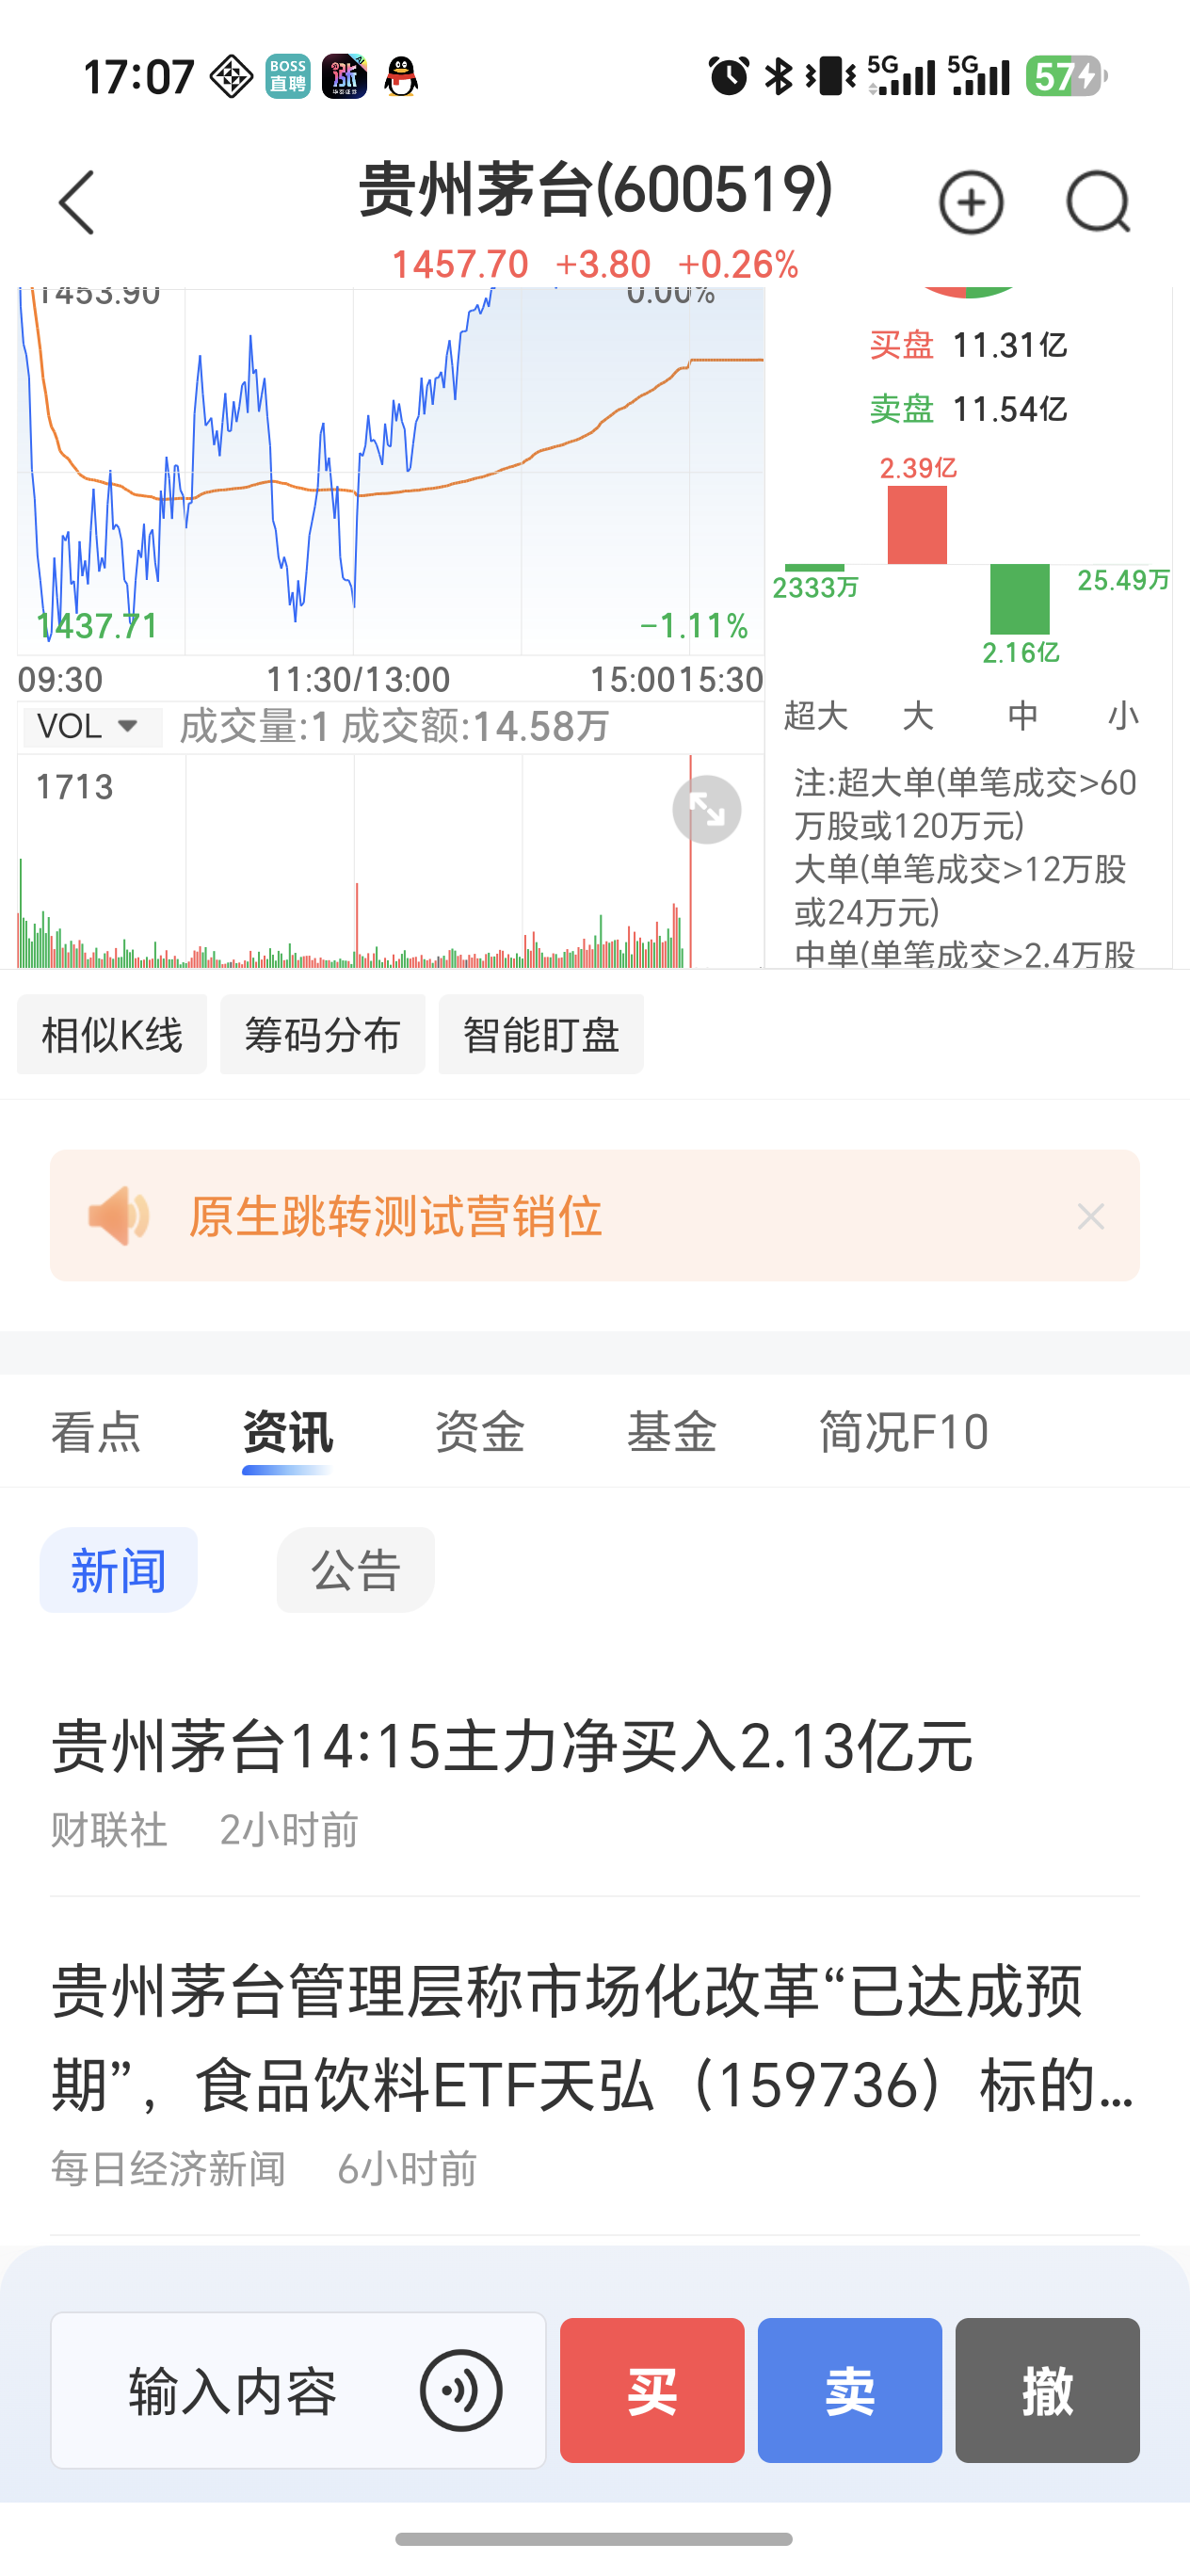 17:07
BOSS
直聘
涨
5G
5G
57
贵州茅台(600519)
1457.70 +3.80 +0.26%
1453.90
0.00%
1437.71
-1.11%
09:30
11:30/13:00
15:00
15:30
买盘 11.31亿
卖盘 11.54亿
2.39亿
2333万
25.49万
2.16亿
超大
大
中
小
注:超大单(单笔成交>60
万股或120万元)
大单(单笔成交>12万股
或24万元)
中单(单笔成交>2.4万股
VOL
成交量:1 成交额:14.58万
1713
相似K线
筹码分布
智能盯盘
原生跳转测试营销位
看点
资讯
资金
基金
简况F10
新闻
公告
贵州茅台14:15主力净买入2.13亿元
财联社 2小时前
贵州茅台管理层称市场化改革“已达成预
期”，食品饮料ETF天弘（159736）标的...
每日经济新闻 6小时前
输入内容
买
卖
撤